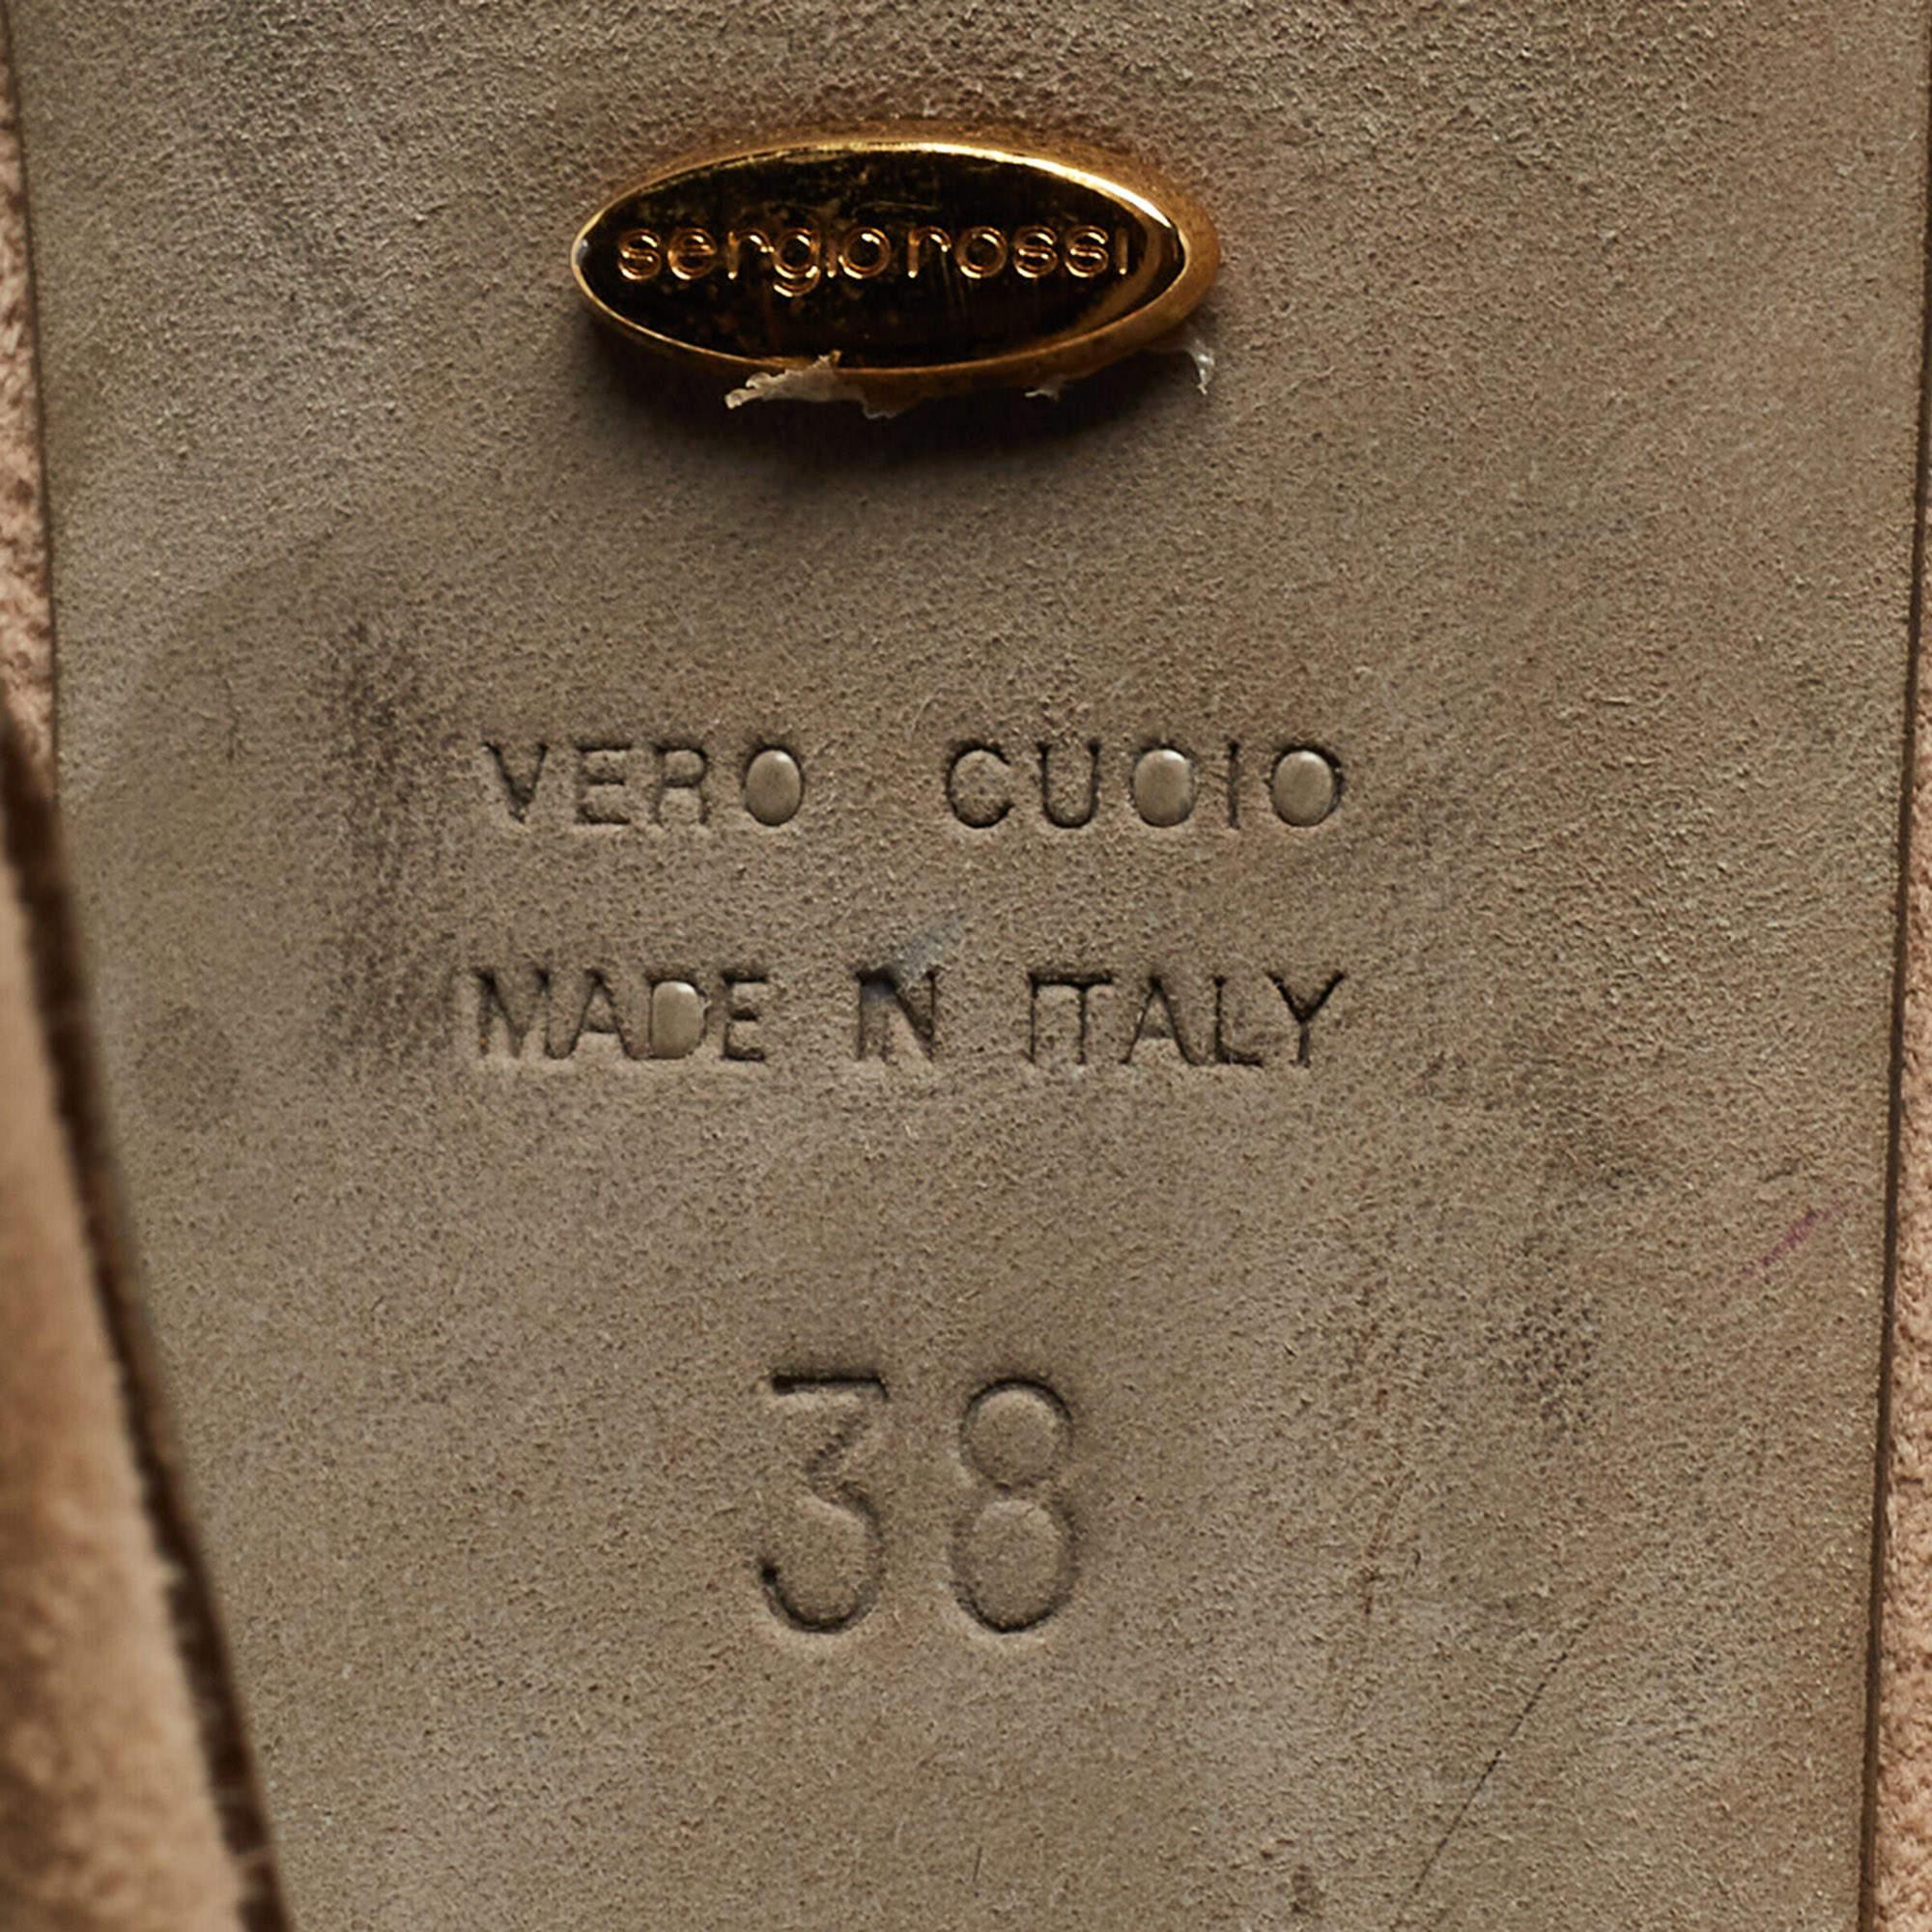 sergio rossi
VERO CUOIO
MADE IN ITALY
38